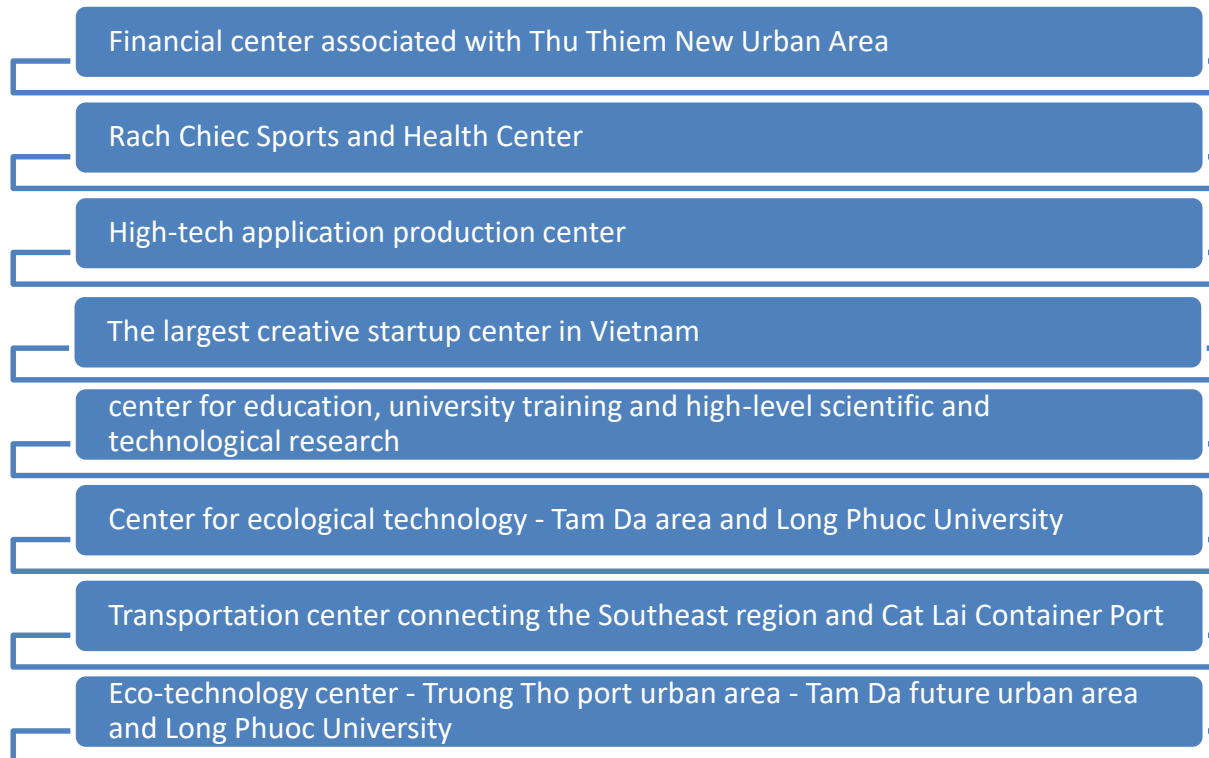 Financial center associated with Thu Thiem New Urban Area
Rach Chiec Sports and Health Center
High-tech application production center
The largest creative startup center in Vietnam
center for education, university training and high-level scientific and
technological research
Center for ecological technology - Tam Da area and Long Phuoc University
Transportation center connecting the Southeast region and Cat Lai Container Port
Eco-technology center - Truong Tho port urban area - Tam Da future urban area
and Long Phuoc University